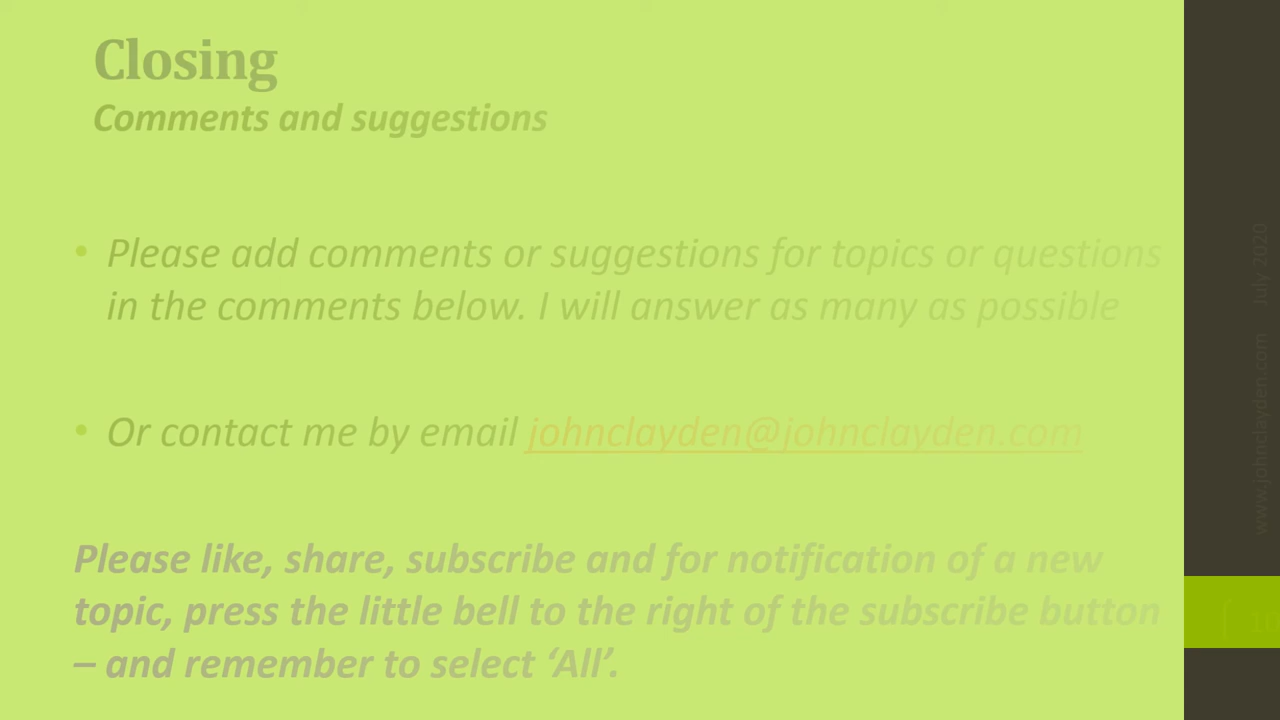 Closing
Comments and suggestions
• Please add comments or suggestions for topics or questions
in the comments below. I will answer as many as possible
• Or contact me by email johnclayden@johnclayden.com
Please like, share, subscribe and for notification of a new
topic, press the little bell to the right of the subscribe button
– and remember to select ‘All’.
www.johnclayden.com July 2020